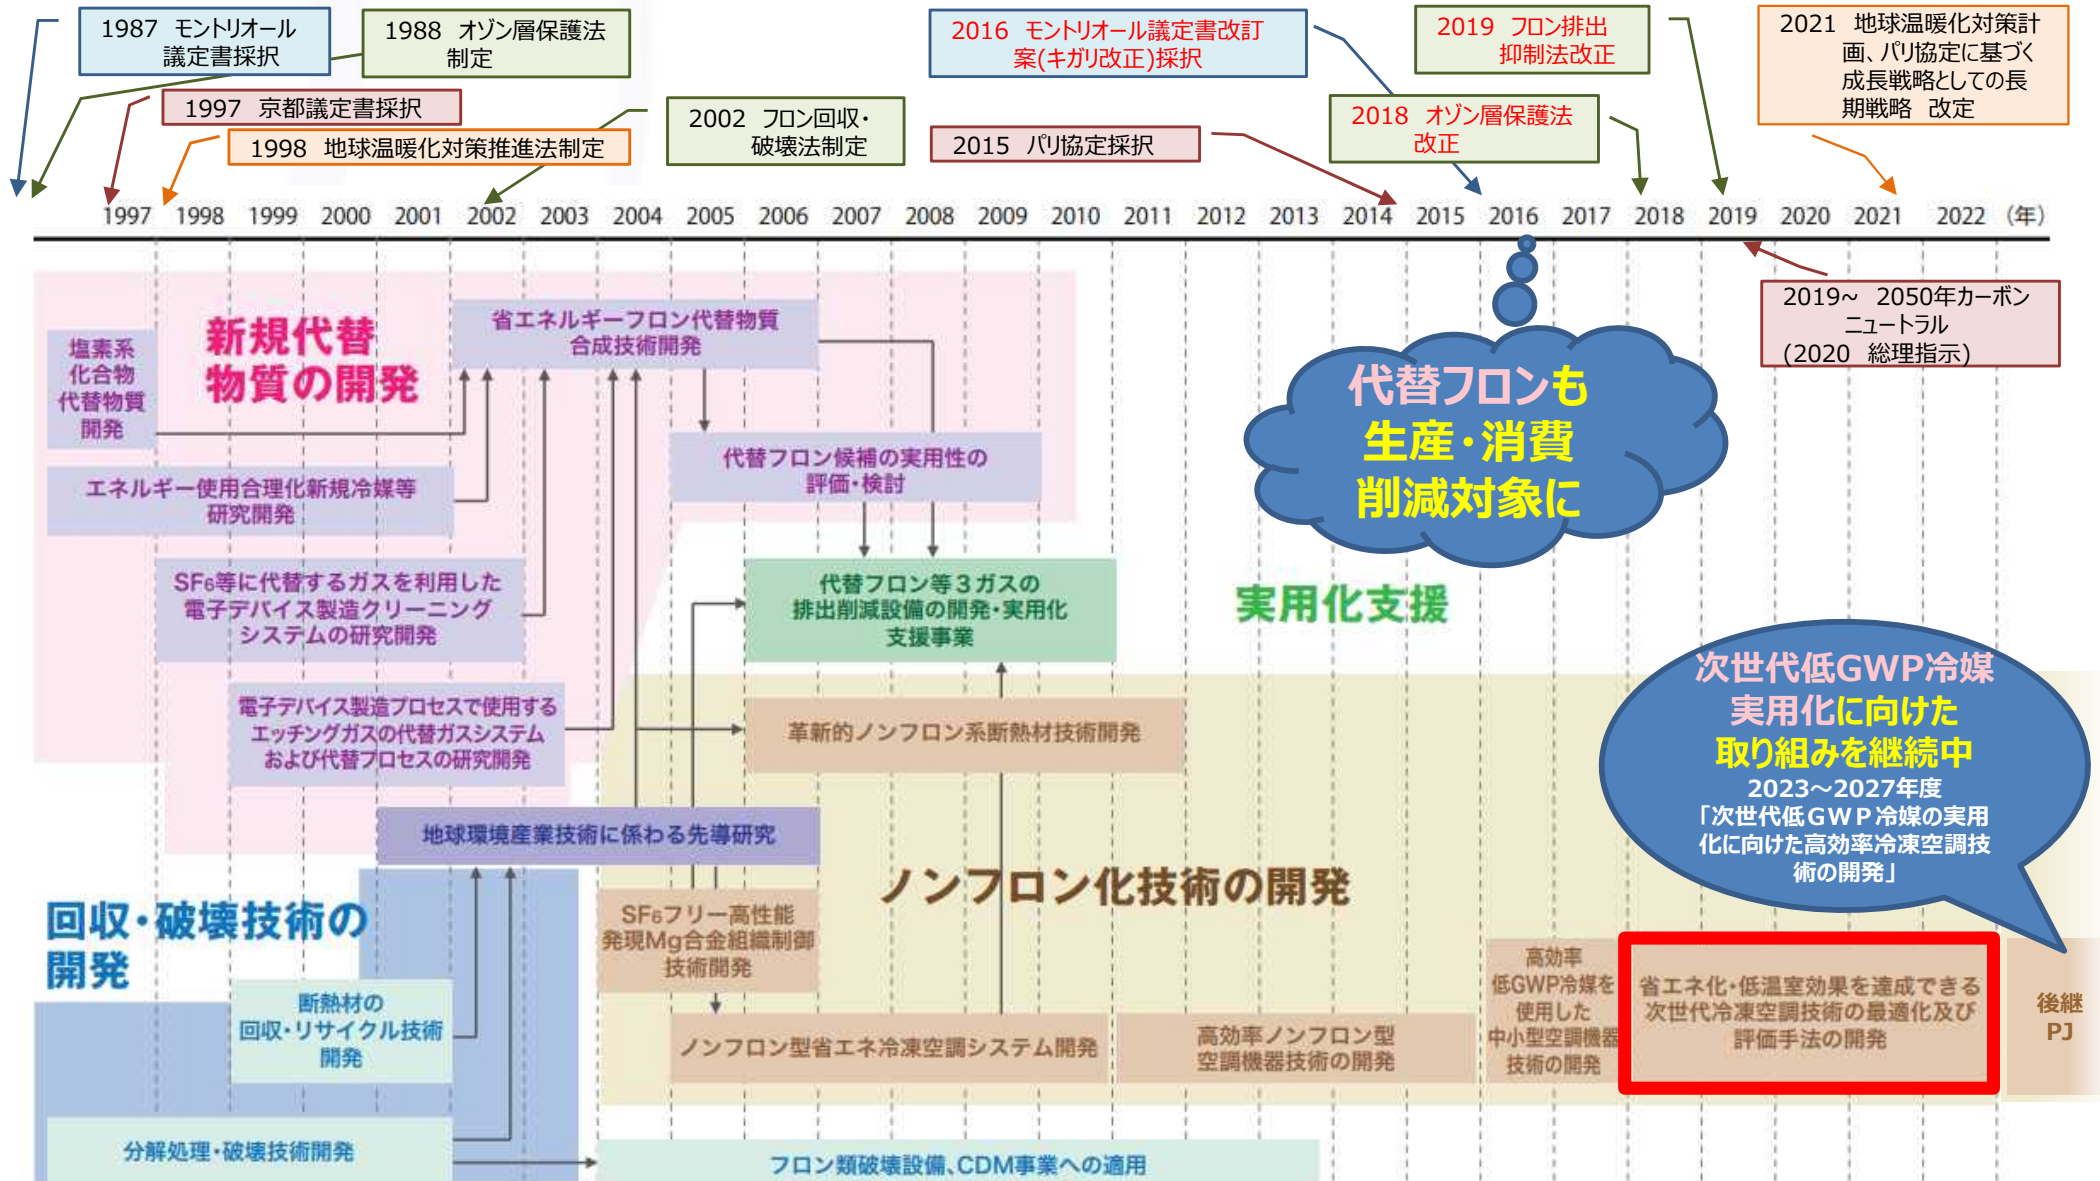 1987 モントリオール
議定書採択
1988 オゾン層保護法
制定
2016 モントリオール議定書改訂
案(キガリ改正)採択
2019 フロン排出
抑制法改正
2021 地球温暖化対策計
画、パリ協定に基づく
成長戦略としての長
期戦略 改定
1997 京都議定書採択
1998 地球温暖化対策推進法制定
2002 フロン回収・
破壊法制定
2015 パリ協定採択
2018 オゾン層保護法
改正
1997 1998 1999 2000 2001 2002 2003 2004 2005 2006 2007 2008 2009 2010 2011 2012 2013 2014 2015 2016 2017 2018 2019 2020 2021 2022 (年)
2019~ 2050年カーボン
ニュートラル
(2020 総理指示)
新規代替
物質の開発
塩素系
化合物
代替物質
開発
省エネルギーフロン代替物質
合成技術開発
代替フロンも
生産・消費
削減対象に
エネルギー使用合理化新規冷媒等
研究開発
代替フロン候補の実用性の
評価・検討
SF6等に代替するガスを利用した
電子デバイス製造クリーニング
システムの研究開発
代替フロン等3ガスの
排出削減設備の開発・実用化
支援事業
実用化支援
電子デバイス製造プロセスで使用する
エッチングガスの代替ガスシステム
および代替プロセスの研究開発
革新的ノンフロン系断熱材技術開発
次世代低GWP冷媒
実用化に向けた
取り組みを継続中
2023～2027年度
「次世代低GWP冷媒の実用
化に向けた高効率冷凍空調技
術の開発」
地球環境産業技術に係わる先導研究
ノンフロン化技術の開発
回収・破壊技術の
開発
SF6フリー高性能
発現Mg合金組織制御
技術開発
断熱材の
回収・リサイクル技術
開発
ノンフロン型省エネ冷凍空調システム開発
高効率ノンフロン型
空調機器技術の開発
高効率
低GWP冷媒を
使用した
中小型空調機器
技術の開発
省エネ化・低温室効果を達成できる
次世代冷凍空調技術の最適化及び
評価手法の開発
後継
PJ
分解処理・破壊技術開発
フロン類破壊設備、CDM事業への適用